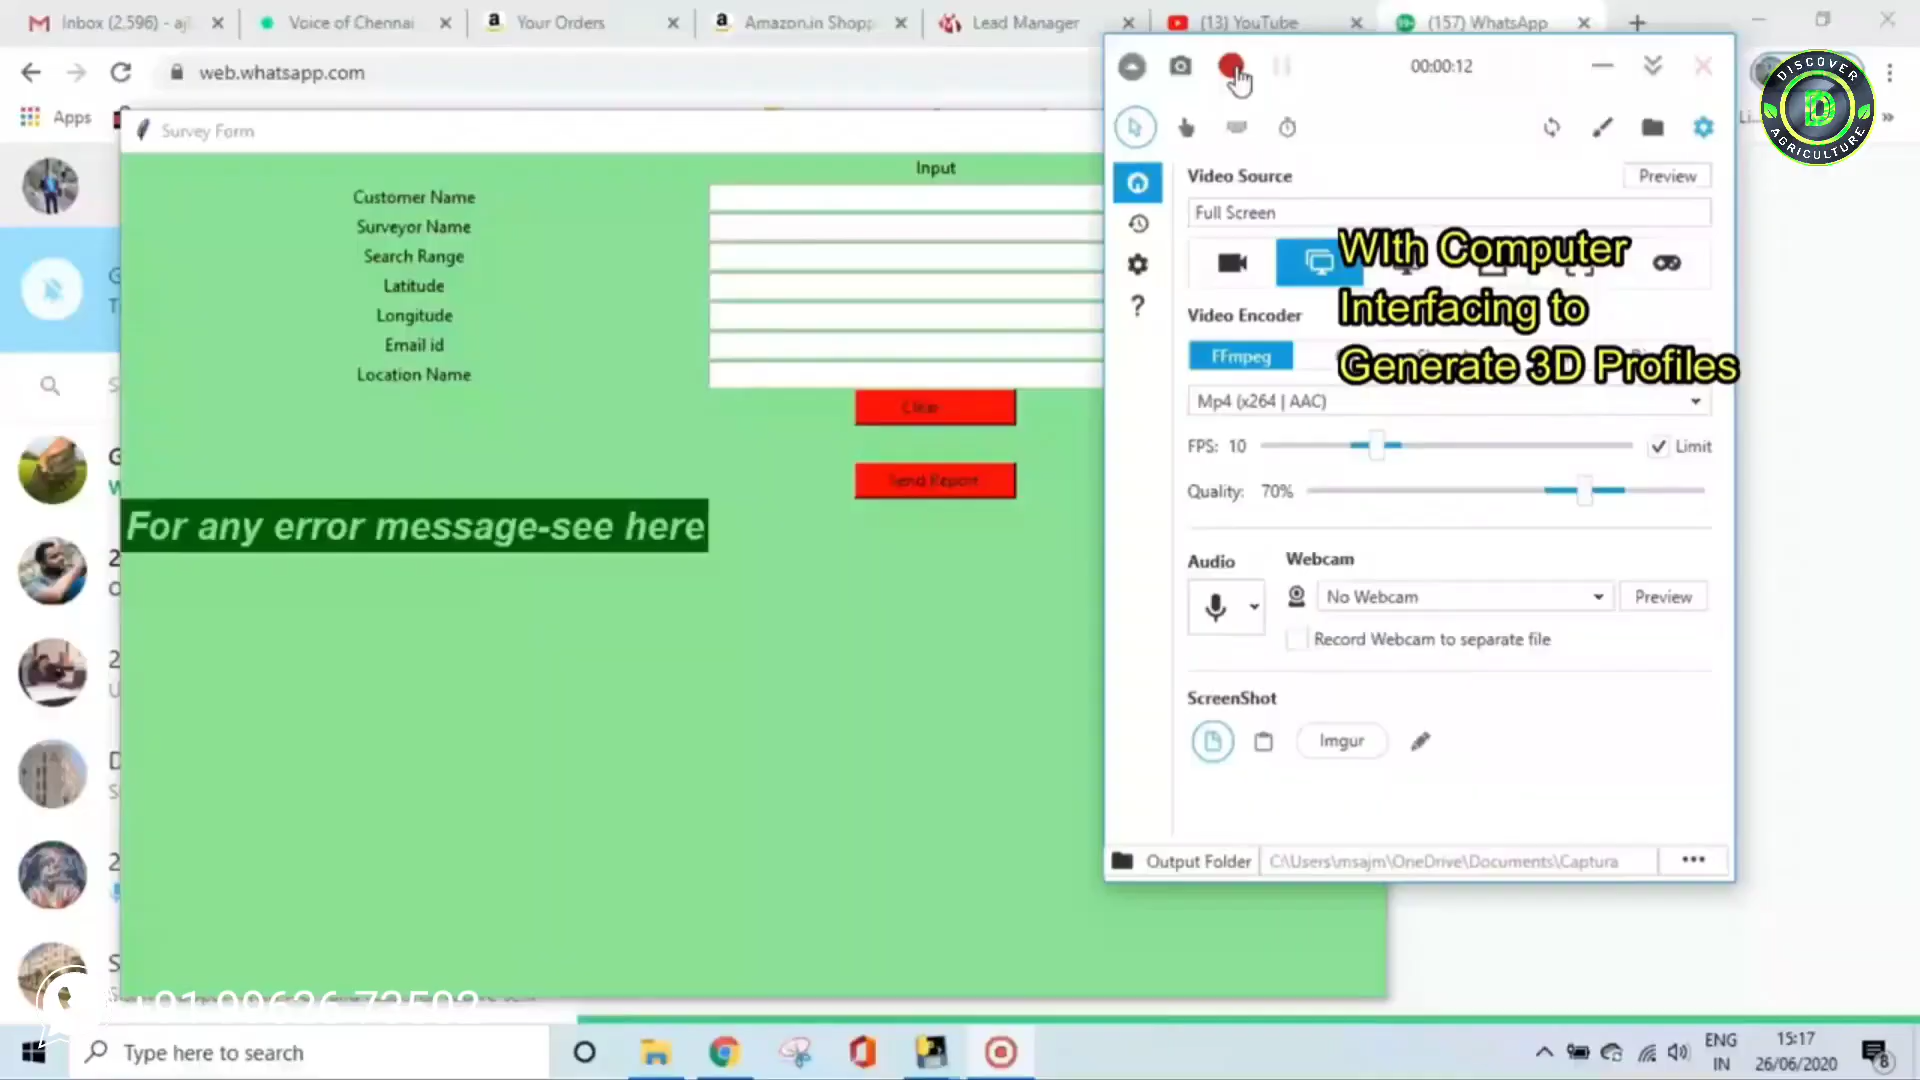 Inbox (2,596) - aj
Voice of Chennai
Your Orders
Amazon.in Shopp
Lead Manager
(13) YouTube
(157) WhatsApp
web.whatsapp.com
Apps
Survey Form
Input
Customer Name
Surveyor Name
Search Range
Latitude
Longitude
Email id
Location Name
Clear
Send Report
For any error message-see here
00:00:12
Video Source
Preview
Full Screen
WIth Computer
Interfacing to
Generate 3D Profiles
Video Encoder
FFmpeg
Mp4 (x264 | AAC)
FPS: 10
Limit
Quality: 70%
Audio
Webcam
No Webcam
Preview
Record Webcam to separate file
ScreenShot
Imgur
Output Folder
C:\Users\msajm\OneDrive\Documents\Captura
DISCOVER
D
AGRICULTURE
Type here to search
ENG
IN
15:17
26/06/2020
8